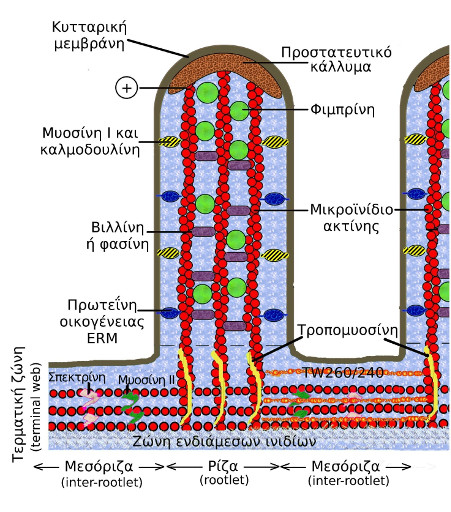 Κυτταρική
μεμβράνη
Προστατευτικό
κάλλυμα
+
Φιμπρίνη
Μυοσίνη Ι και
καλμοδουλίνη
Μικροϊνίδιο
ακτίνης
Βιλλίνη
ή φασίνη
Πρωτεΐνη
οικογένειας
ERM
Τροπομυοσίνη
Τερματική ζώνη
(terminal web)
Σπεκτρίνη
Μυοσίνη ΙΙ
TW260/240
Ζώνη ενδιάμεσων ινιδίων
Μεσόριζα
(inter-rootlet)
Ρίζα
(rootlet)
Μεσόριζα
(inter-rootlet)